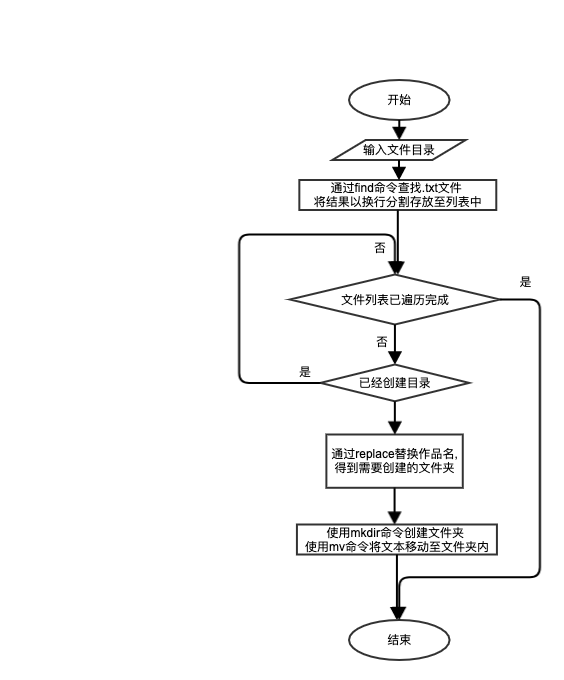 开始
输入文件目录
通过find命令查找.txt文件
将结果以换行分割存放至列表中
否
是
文件列表已遍历完成
否
是
已经创建目录
通过replace替换作品名,
得到需要创建的文件夹
使用mkdir命令创建文件夹
使用mv命令将文本移动至文件夹内
结束